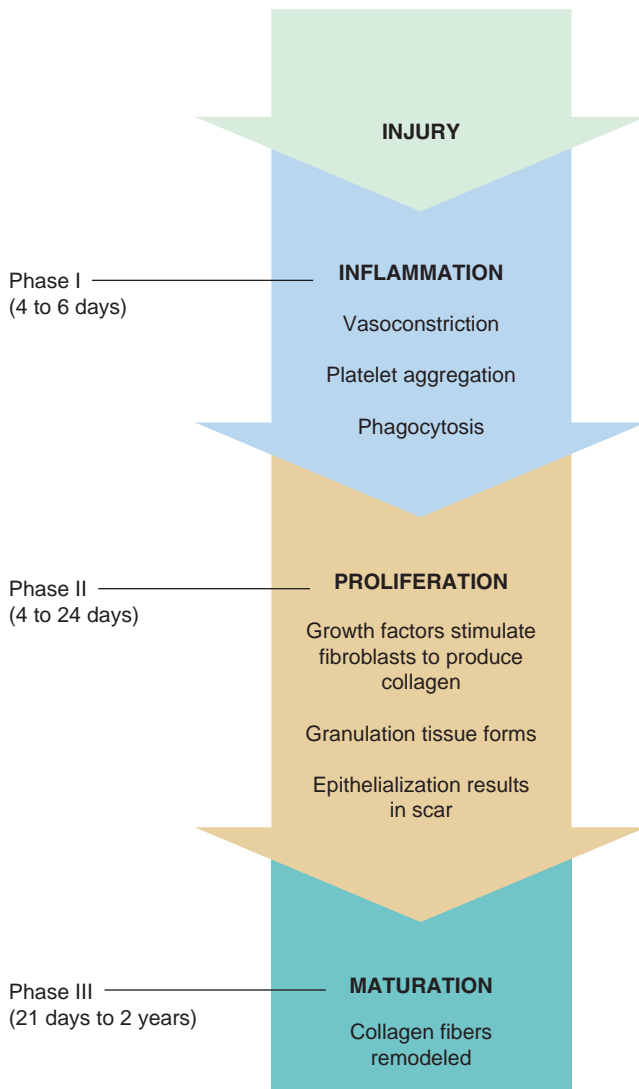 INJURY
Phase I
(4 to 6 days)
INFLAMMATION
Vasoconstriction
Platelet aggregation
Phagocytosis
Phase II
(4 to 24 days)
PROLIFERATION
Growth factors stimulate
fibroblasts to produce
collagen
Granulation tissue forms
Epithelialization results
in scar
Phase III
(21 days to 2 years)
MATURATION
Collagen fibers
remodeled